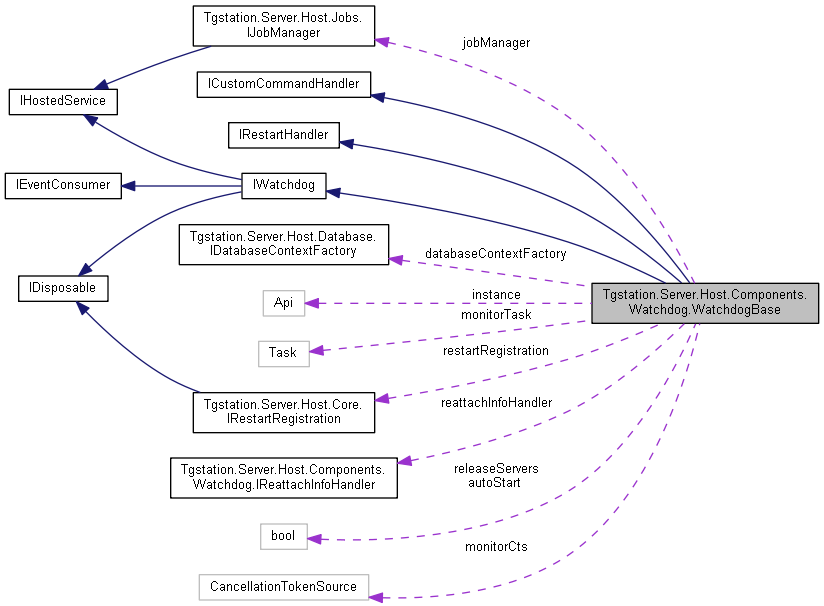 Tgstation.Server.Host.Jobs.
IJobManager
jobManager
ICustomCommandHandler
IHostedService
IRestartHandler
IEventConsumer
IWatchdog
Tgstation.Server.Host.Database.
IDatabaseContextFactory
databaseContextFactory
IDisposable
Api
instance
Tgstation.Server.Host.Components.
Watchdog.WatchdogBase
monitorTask
Task
restartRegistration
Tgstation.Server.Host.Core.
IRestartRegistration
reattachInfoHandler
Tgstation.Server.Host.Components.
Watchdog.IReattachInfoHandler
releaseServers
autoStart
bool
monitorCts
CancellationTokenSource